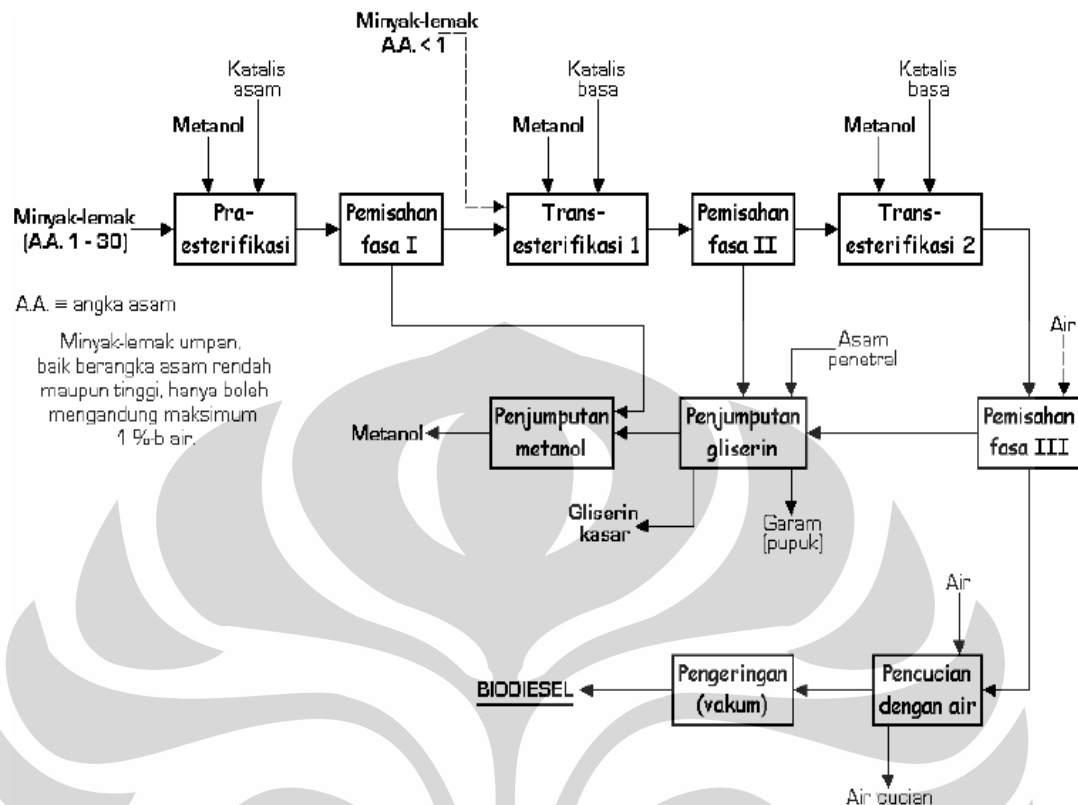 Minyak-lemak
A.A. < 1
Katalis
asam
Katalis
basa
Katalis
basa
Metanol
Metanol
Metanol
Minyak-lemak
(A.A. 1 - 30)
Pra-
esterifikasi
Pemisahan
fasa I
Trans-
esterifikasi 1
Pemisahan
fasa II
Trans-
esterifikasi 2
A.A. ≡ angka asam
Minyak-lemak umpan,
baik berangka asam rendah
maupun tinggi, hanya boleh
mengandung maksimum
1 %-b air.
Asam
penetral
Air
Metanol
Penjumputan
metanol
Penjumputan
gliserin
Pemisahan
fasa III
Gliserin
kasar
Garam
(pupuk)
Air
BIODIESEL
Pengeringan
(vakum)
Pencucian
dengan air
Air cucian